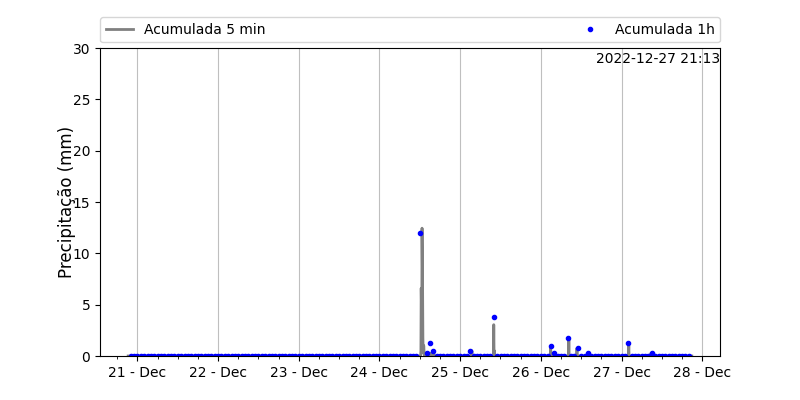 Acumulada 5 min
Acumulada 1h
2022-12-27 21:13
Precipitação (mm)
30
25
20
15
10
5
0
21 - Dec
22 - Dec
23 - Dec
24 - Dec
25 - Dec
26 - Dec
27 - Dec
28 - Dec